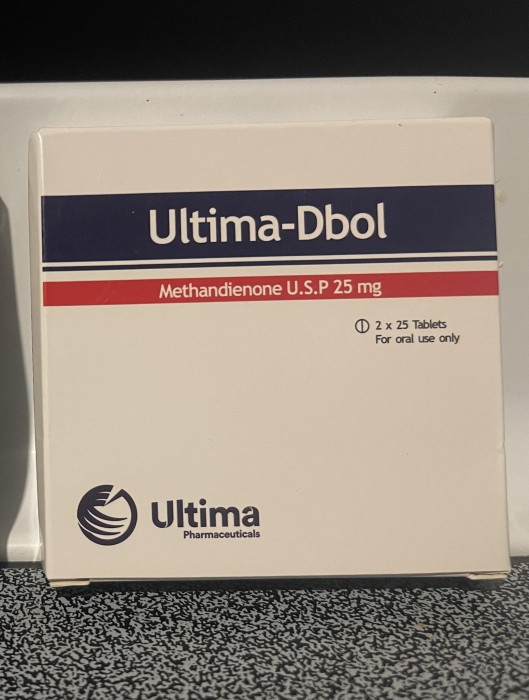 Ultima-Dbol
Methandienone U.S.P 25 mg
2 x 25 Tablets
For oral use only
Ultima
Pharmaceuticals